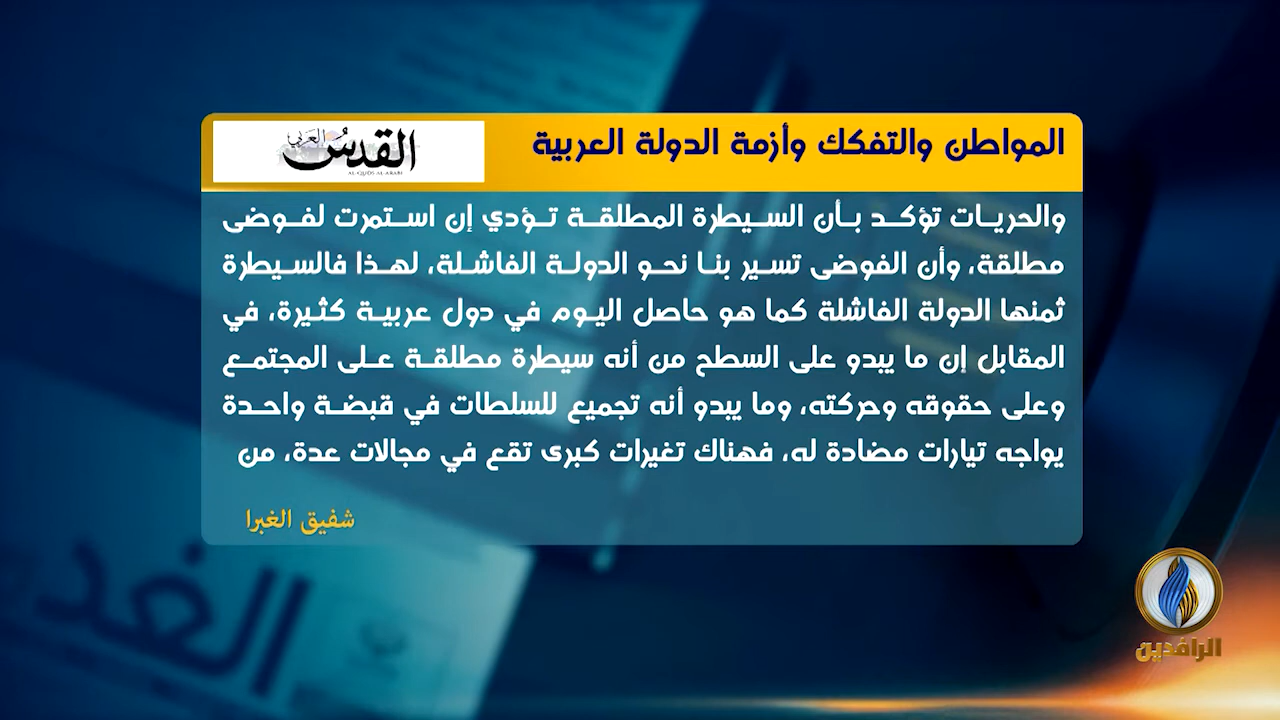 المواطن والتفكك وأزمة الدولة العربية
القدس العربي
AL-QUDS AL-ARABI
والحريات تؤكد بأن السيطرة المطلقة تؤدي إن استمرت لفوضى
مطلقة، وأن الفوضى تسير بنا نحو الدولة الفاشلة، لهذا فالسيطرة
ثمنها الدولة الفاشلة كما هو حاصل اليوم في دول عربية كثيرة، في
المقابل إن ما يبدو على السطح من أنه سيطرة مطلقة على المجتمع
وعلى حقوقه وحركته، وما يبدو أنه تجميع للسلطات في قبضة واحدة
يواجه تيارات مضادة له، فهناك تغيرات كبرى تقع في مجالات عدة، من
شفيق الغبرا
الغد
الرافدين